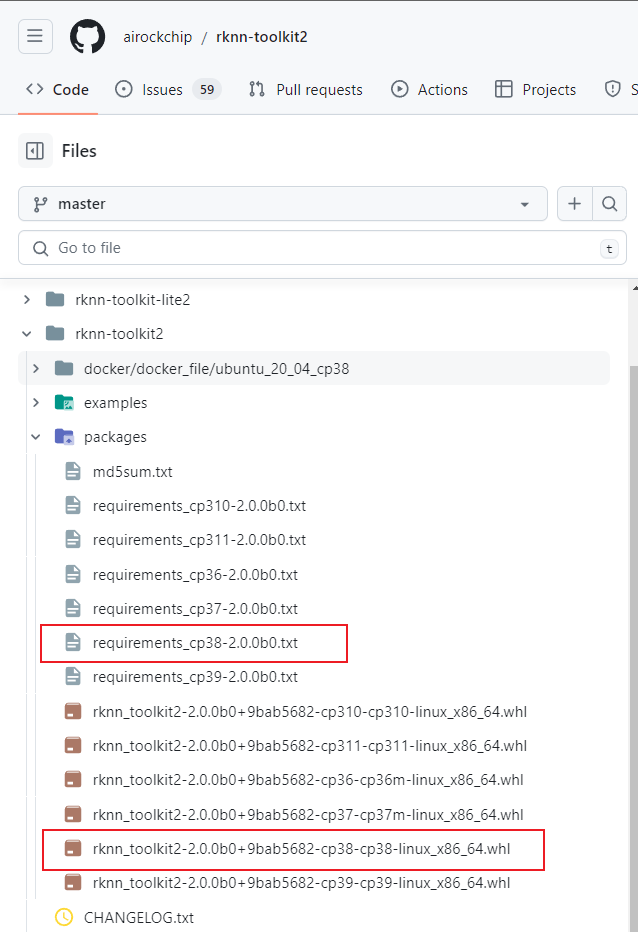 airockchip / rknn-toolkit2
Code Issues 59 Pull requests Actions Projects S
Files
master
Go to file t
rknn-toolkit-lite2
rknn-toolkit2
docker/docker_file/ubuntu_20_04_cp38
examples
packages
md5sum.txt
requirements_cp310-2.0.0b0.txt
requirements_cp311-2.0.0b0.txt
requirements_cp36-2.0.0b0.txt
requirements_cp37-2.0.0b0.txt
requirements_cp38-2.0.0b0.txt
requirements_cp39-2.0.0b0.txt
rknn_toolkit2-2.0.0b0+9bab5682-cp310-cp310-linux_x86_64.whl
rknn_toolkit2-2.0.0b0+9bab5682-cp311-cp311-linux_x86_64.whl
rknn_toolkit2-2.0.0b0+9bab5682-cp36-cp36m-linux_x86_64.whl
rknn_toolkit2-2.0.0b0+9bab5682-cp37-cp37m-linux_x86_64.whl
rknn_toolkit2-2.0.0b0+9bab5682-cp38-cp38-linux_x86_64.whl
rknn_toolkit2-2.0.0b0+9bab5682-cp39-cp39-linux_x86_64.whl
CHANGELOG.txt